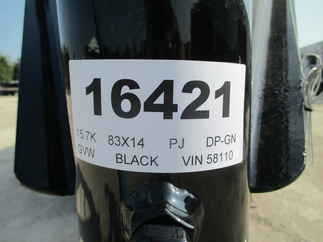 16421
15.7K 83X14 PJ DP-GN
GVW BLACK VIN 58110